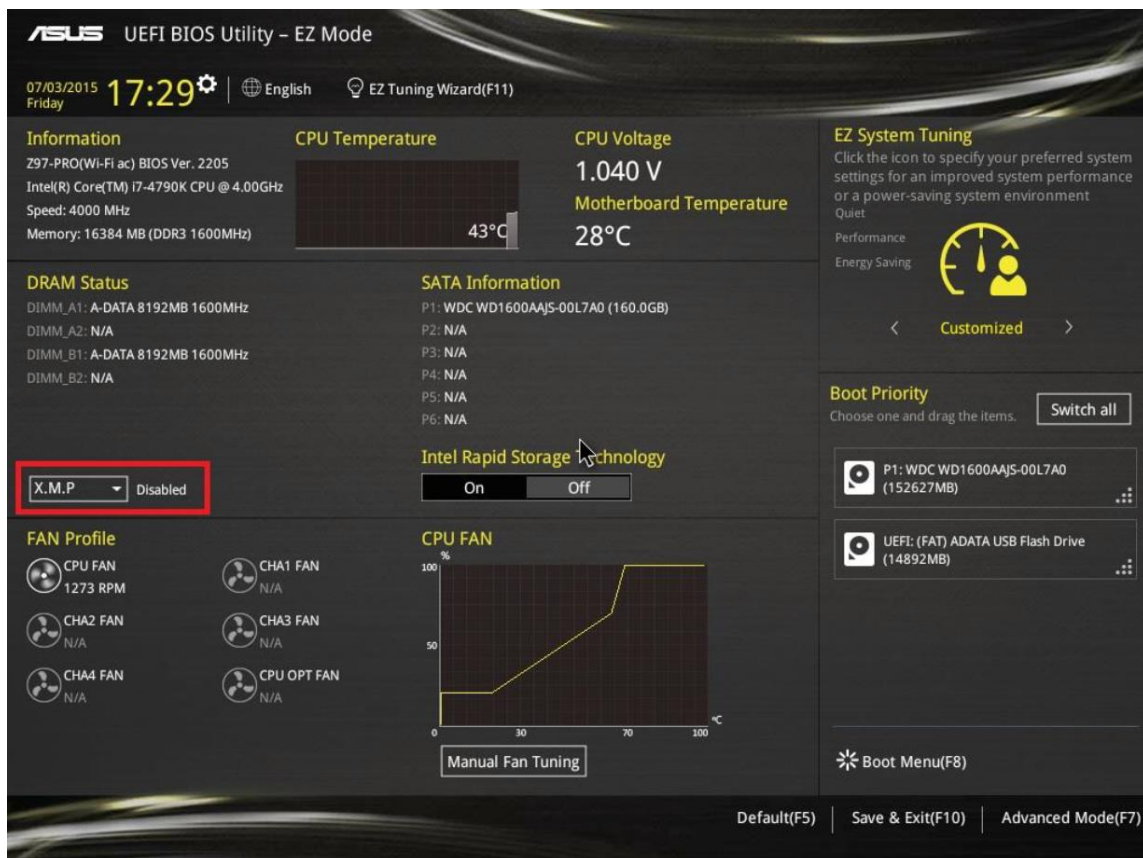 ASUS UEFI BIOS Utility – EZ Mode
07/03/2015
Friday
17:29
English
EZ Tuning Wizard(F11)
Information
Z97-PRO(Wi-Fi ac) BIOS Ver. 2205
Intel(R) Core(TM) i7-4790K CPU @ 4.00GHz
Speed: 4000 MHz
Memory: 16384 MB (DDR3 1600MHz)
CPU Temperature
43°C
CPU Voltage
1.040 V
Motherboard Temperature
28°C
EZ System Tuning
Click the icon to specify your preferred system
settings for an improved system performance
or a power-saving system environment
Quiet
Performance
Energy Saving
Customized
DRAM Status
DIMM_A1: A-DATA 8192MB 1600MHz
DIMM_A2: N/A
DIMM_B1: A-DATA 8192MB 1600MHz
DIMM_B2: N/A
X.M.P Disabled
SATA Information
P1: WDC WD1600AAJS-00L7A0 (160.0GB)
P2: N/A
P3: N/A
P4: N/A
P5: N/A
P6: N/A
Intel Rapid Storage Technology
On Off
Boot Priority
Choose one and drag the items.
Switch all
P1: WDC WD1600AAJS-00L7A0
(152627MB)
UEFI: (FAT) ADATA USB Flash Drive
(14892MB)
FAN Profile
CPU FAN
1273 RPM
CHA1 FAN
N/A
CHA2 FAN
N/A
CHA3 FAN
N/A
CHA4 FAN
N/A
CPU OPT FAN
N/A
CPU FAN
%
100
50
0 30 70 100
°C
Manual Fan Tuning
Boot Menu(F8)
Default(F5) Save & Exit(F10) Advanced Mode(F7)